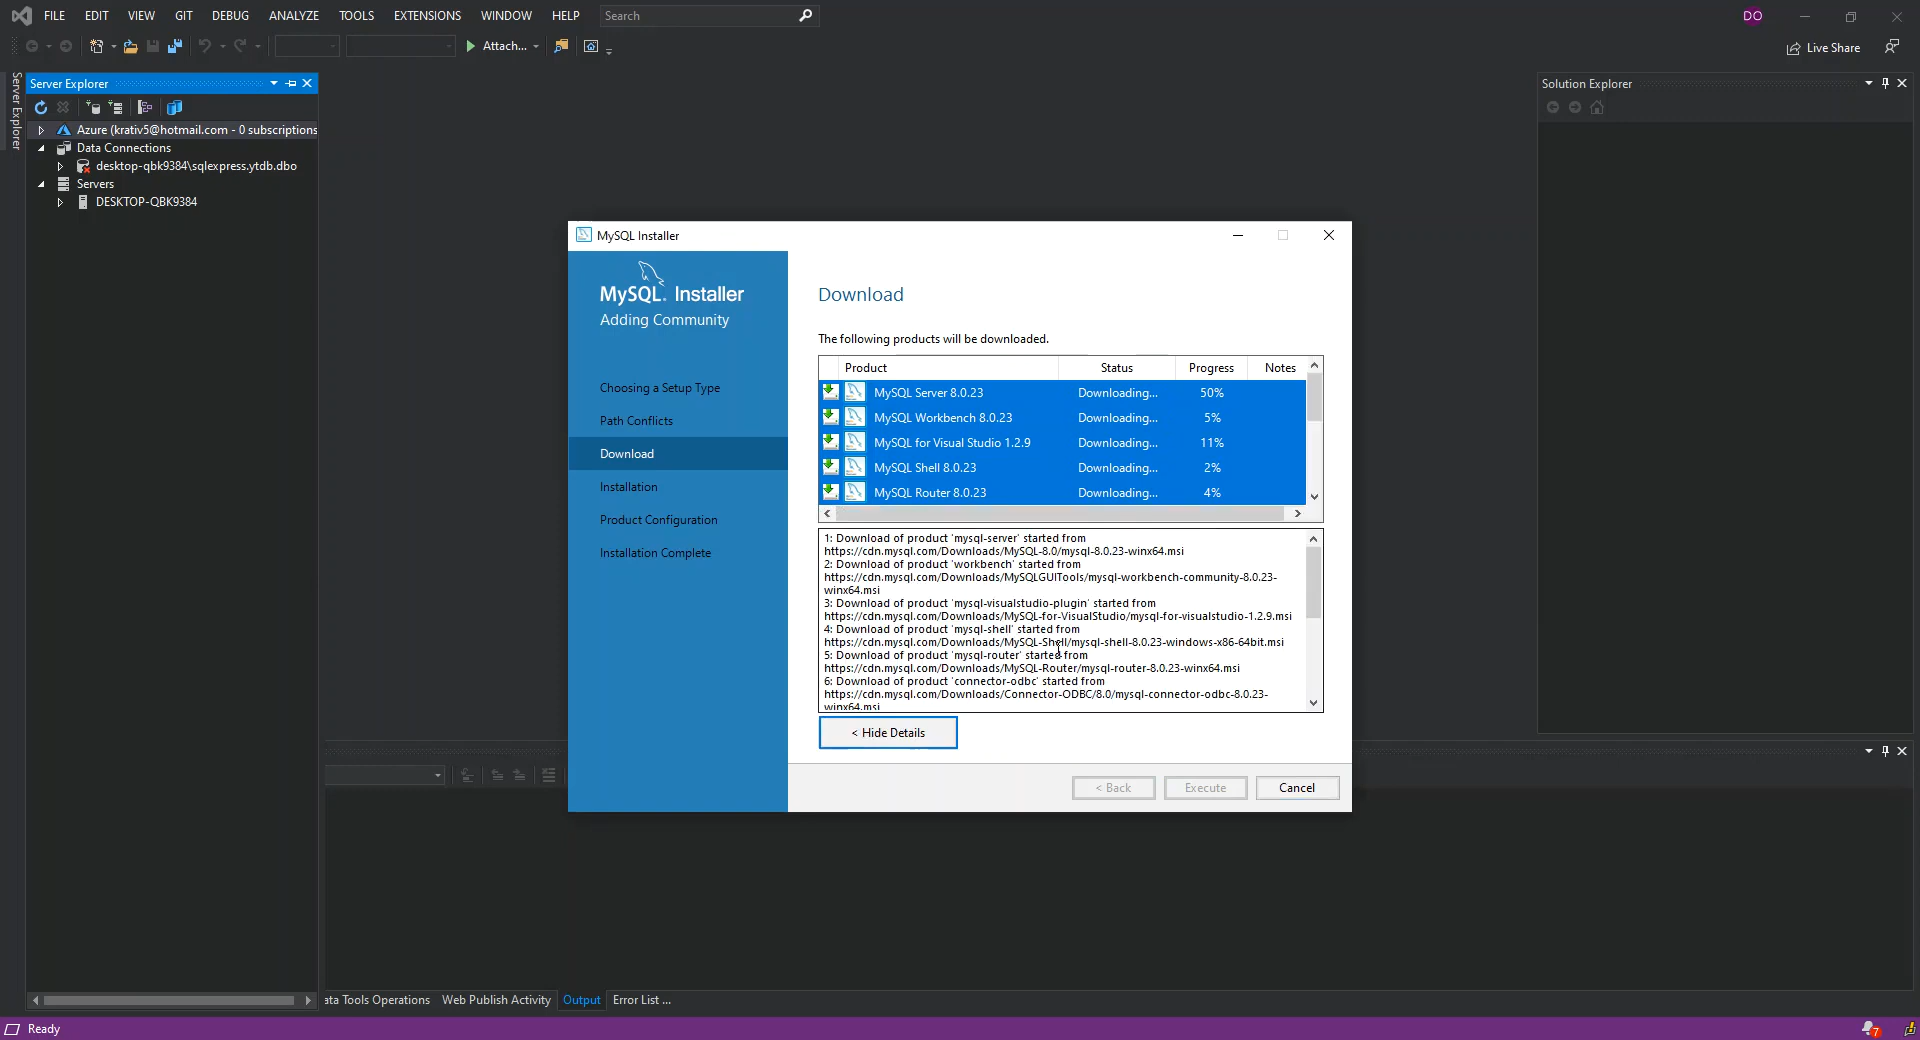 FILE EDIT VIEW GIT DEBUG ANALYZE TOOLS EXTENSIONS WINDOW HELP Search DO
Attach...
Live Share
Server Explorer
Server Explorer
Azure (krativ5@hotmail.com - 0 subscriptions
Data Connections
desktop-qbk9384\sqlexpress.ytdb.dbo
Servers
DESKTOP-QBK9384
Solution Explorer
MySQL Installer
MySQL. Installer
Adding Community
Choosing a Setup Type
Path Conflicts
Download
Installation
Product Configuration
Installation Complete
Download
The following products will be downloaded.
Product Status Progress Notes
MySQL Server 8.0.23 Downloading... 50%
MySQL Workbench 8.0.23 Downloading... 5%
MySQL for Visual Studio 1.2.9 Downloading... 11%
MySQL Shell 8.0.23 Downloading... 2%
MySQL Router 8.0.23 Downloading... 4%
1: Download of product 'mysql-server' started from
https://cdn.mysql.com/Downloads/MySQL-8.0/mysql-8.0.23-winx64.msi
2: Download of product 'workbench' started from
https://cdn.mysql.com/Downloads/MySQLGUITools/mysql-workbench-community-8.0.23-
winx64.msi
3: Download of product 'mysql-visualstudio-plugin' started from
https://cdn.mysql.com/Downloads/MySQL-for-VisualStudio/mysql-for-visualstudio-1.2.9.msi
4: Download of product 'mysql-shell' started from
https://cdn.mysql.com/Downloads/MySQL-Shell/mysql-shell-8.0.23-windows-x86-64bit.msi
5: Download of product 'mysql-router' started from
https://cdn.mysql.com/Downloads/MySQL-Router/mysql-router-8.0.23-winx64.msi
6: Download of product 'connector-odbc' started from
https://cdn.mysql.com/Downloads/Connector-ODBC/8.0/mysql-connector-odbc-8.0.23-
winx64.msi
< Hide Details
< Back Execute Cancel
ata Tools Operations Web Publish Activity Output Error List ...
Ready
7